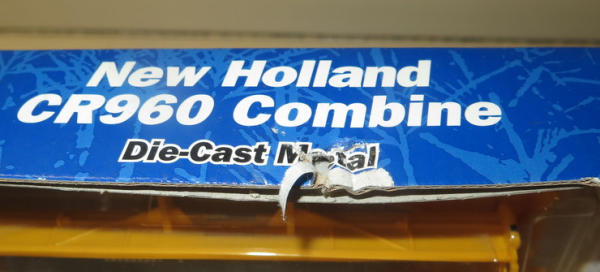 New Holland
CR960 Combine
Die-Cast Metal